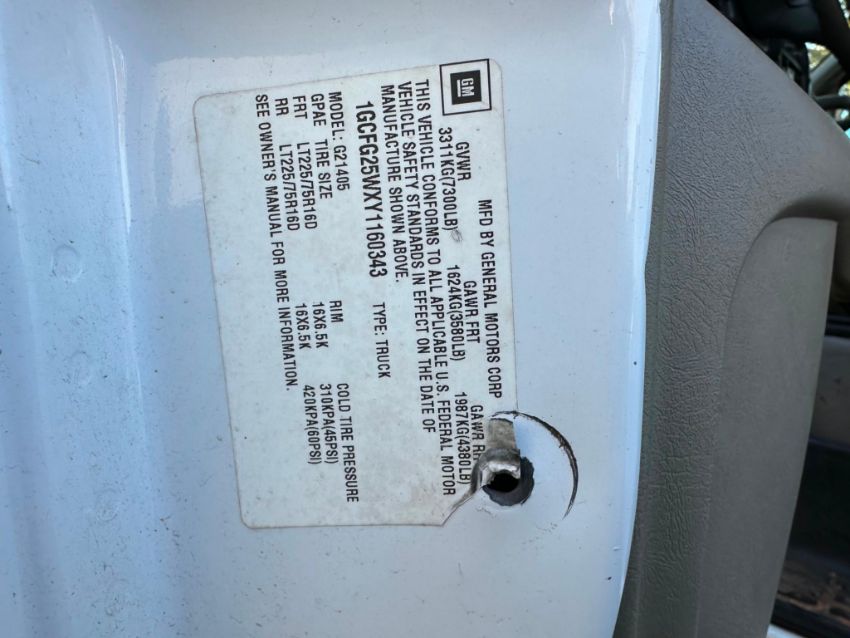 GM
MFD BY GENERAL MOTORS CORP
GVWR GAWR FRT GAWR RR
3311KG(7300LB) 1624KG(3580LB) 1987KG(4380LB)
THIS VEHICLE CONFORMS TO ALL APPLICABLE U.S. FEDERAL MOTOR
VEHICLE SAFETY STANDARDS IN EFFECT ON THE DATE OF
MANUFACTURE SHOWN ABOVE.
1GCFG25WXY1160343 TYPE: TRUCK
MODEL: G21405
GPAE TIRE SIZE RIM COLD TIRE PRESSURE
FRT LT225/75R16D 16X6.5K 310KPA(45PSI)
RR LT225/75R16D 16X6.5K 420KPA(60PSI)
SEE OWNER'S MANUAL FOR MORE INFORMATION.